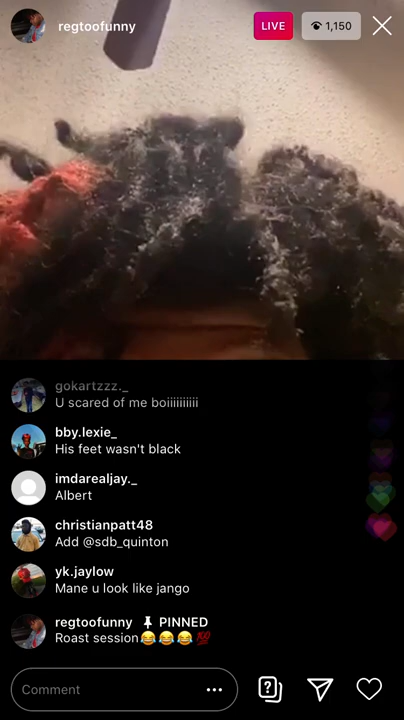 regtoofunny
LIVE
1,150
gokartzzz._
U scared of me boiiiiiiiiii
bby.lexie_
His feet wasn't black
imdarealjay._
Albert
christianpatt48
Add @sdb_quinton
yk.jaylow
Mane u look like jango
regtoofunny 📌 PINNED
Roast session😂😂😂 💯
Comment